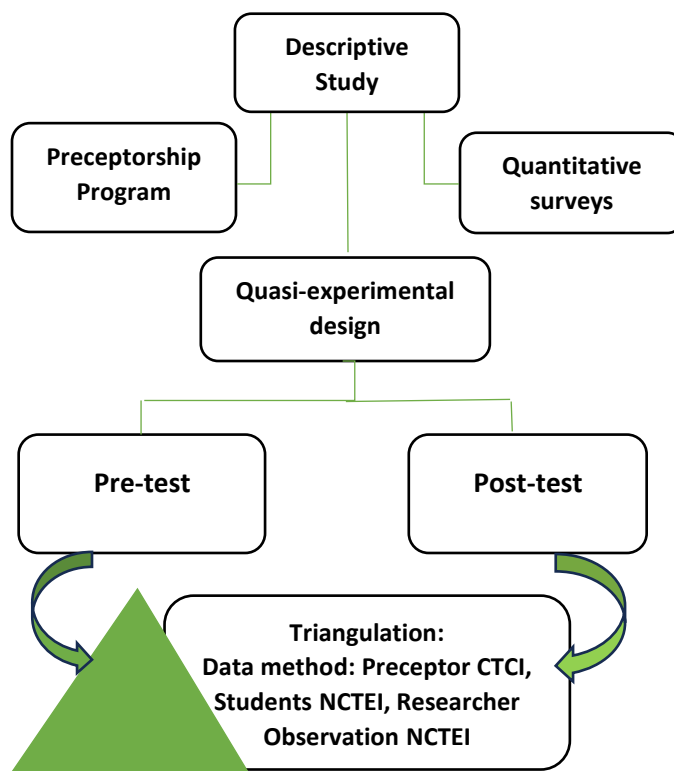 Descriptive
Study
Preceptorship
Program
Quantitative
surveys
Quasi-experimental
design
Pre-test
Post-test
Triangulation:
Data method: Preceptor CTCI,
Students NCTEI, Researcher
Observation NCTEI